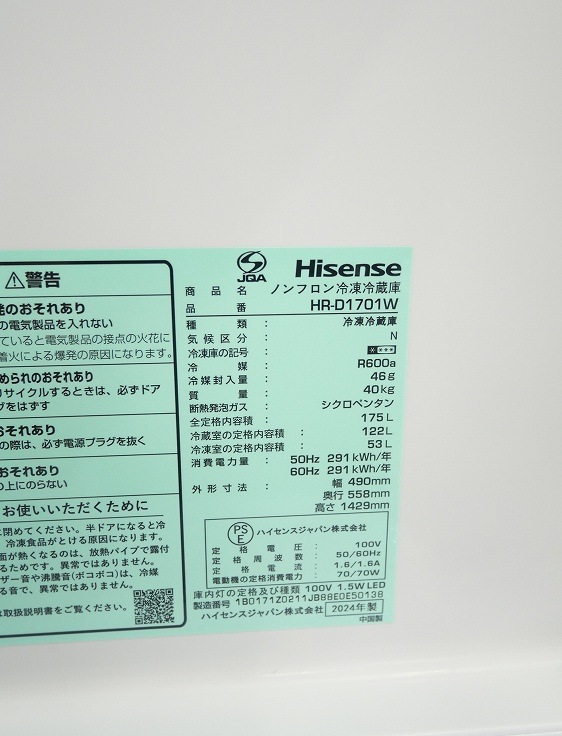 ⚠警告
発のおそれあり
の電気製品を入れない
ていると電気製品の接点の火花に
着火による爆発の原因になります。
められのおそれあり
リサイクルするときは、必ずドア
グをはずす
おそれあり
の際は、必ず電源プラグを抜く
おそれあり
の上にのらない
お使いいただくために
に閉めてください。半ドアになると冷
、冷凍食品がとける原因になります。
面が熱くなるのは、放熱パイプで露付
るためです。異常ではありません。
ザー音や沸騰音(ポコポコ)は、冷媒
る音で、異常ではありません。
は取扱説明書をご覧ください。
JQA
Hisense
商品名 ノンフロン冷凍冷蔵庫
品番 HR-D1701W
種類: 冷凍冷蔵庫
気候区分: N
冷凍庫の記号: * ***
冷媒: R600a
冷媒封入量: 46g
質量: 40kg
断熱発泡ガス: シクロペンタン
全定格内容積: 175L
冷蔵室の定格内容積: 122L
冷凍室の定格内容積: 53L
消費電力量: 50Hz 291kWh/年
60Hz 291kWh/年
外形寸法: 幅 490mm
奥行 558mm
高さ 1429mm
PSE ハイセンスジャパン株式会社
定格電圧: 100V
定格周波数: 50/60Hz
定格電流: 1.6/1.6A
電動機の定格消費電力: 70/70W
庫内灯の定格及び種類 100V 1.5W LED
製造番号 1B0171Z0211JB8BE0E50138
ハイセンスジャパン株式会社 2024年製
中国製